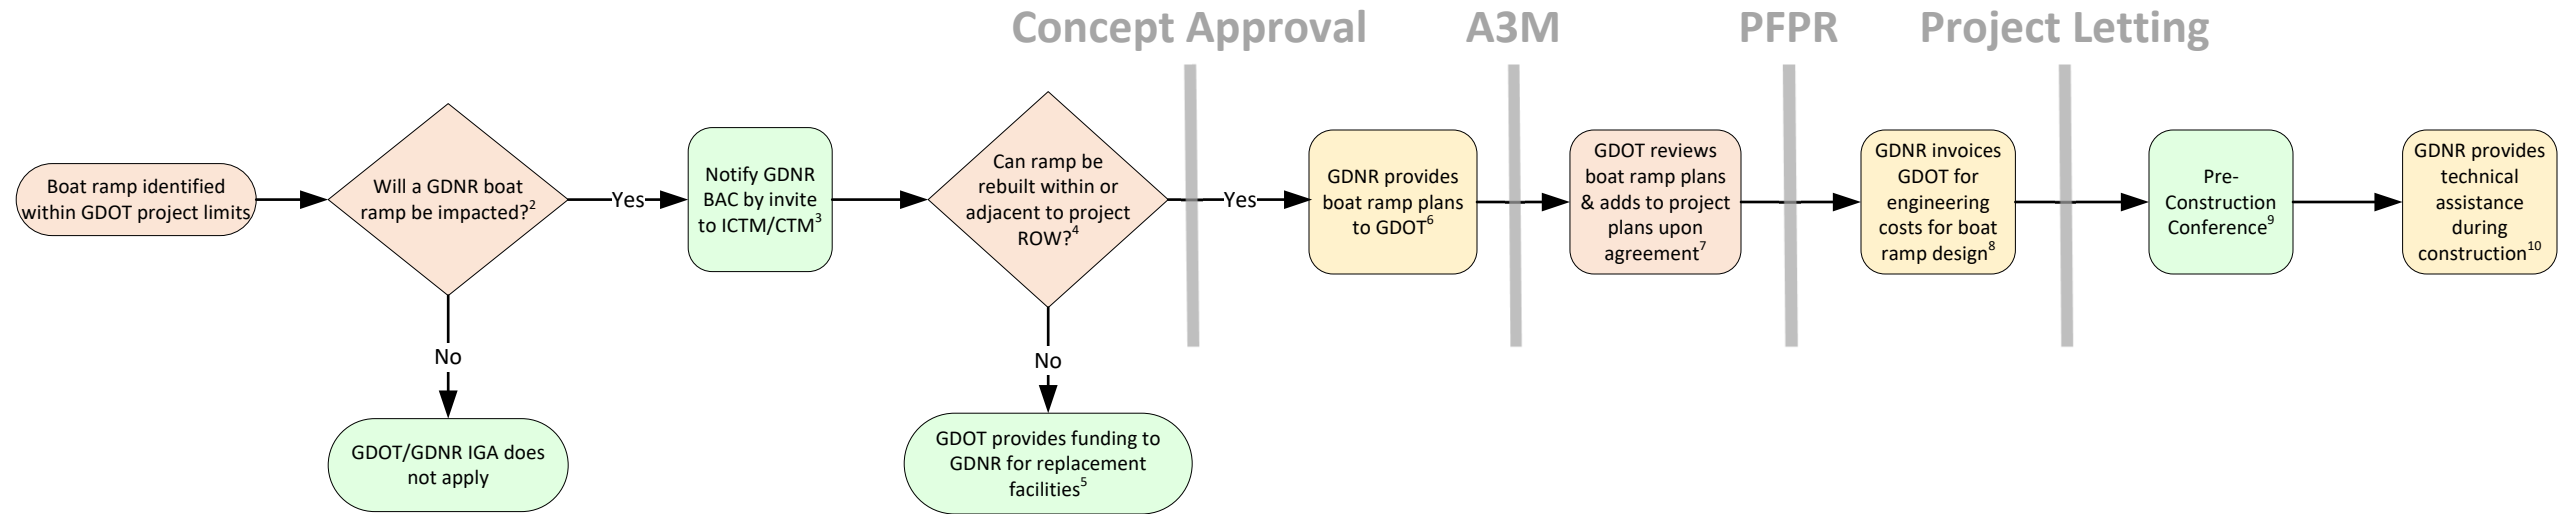 Concept Approval
A3M
PFPR
Project Letting
Boat ramp identified
within GDOT project limits
Will a GDNR boat
ramp be impacted?2
Yes
Notify GDNR
BAC by invite
to ICTM/CTM3
Can ramp be
rebuilt within or
adjacent to project
ROW?4
Yes
GDNR provides
boat ramp plans
to GDOT6
GDOT reviews
boat ramp plans
& adds to project
plans upon
agreement7
GDNR invoices
GDOT for
engineering
costs for boat
ramp design8
Pre-
Construction
Conference9
GDNR provides
technical
assistance
during
construction10
No
No
GDOT/GDNR IGA does
not apply
GDOT provides funding to
GDNR for replacement
facilities5